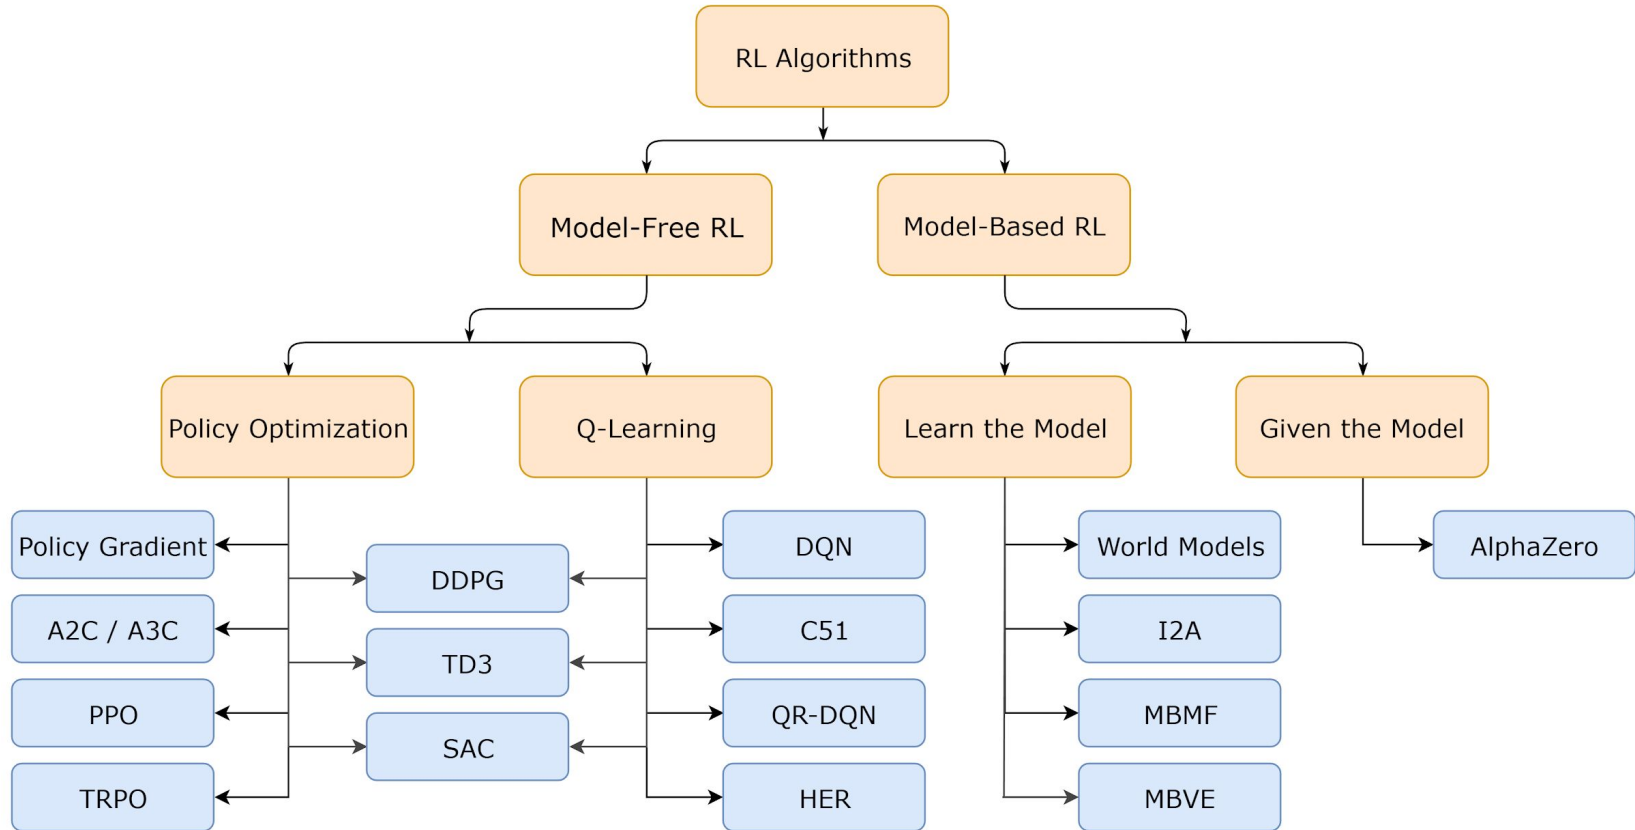 RL Algorithms
Model-Free RL
Model-Based RL
Policy Optimization
Q-Learning
Learn the Model
Given the Model
Policy Gradient
DDPG
DQN
World Models
AlphaZero
A2C / A3C
TD3
C51
I2A
PPO
SAC
QR-DQN
MBMF
TRPO
HER
MBVE